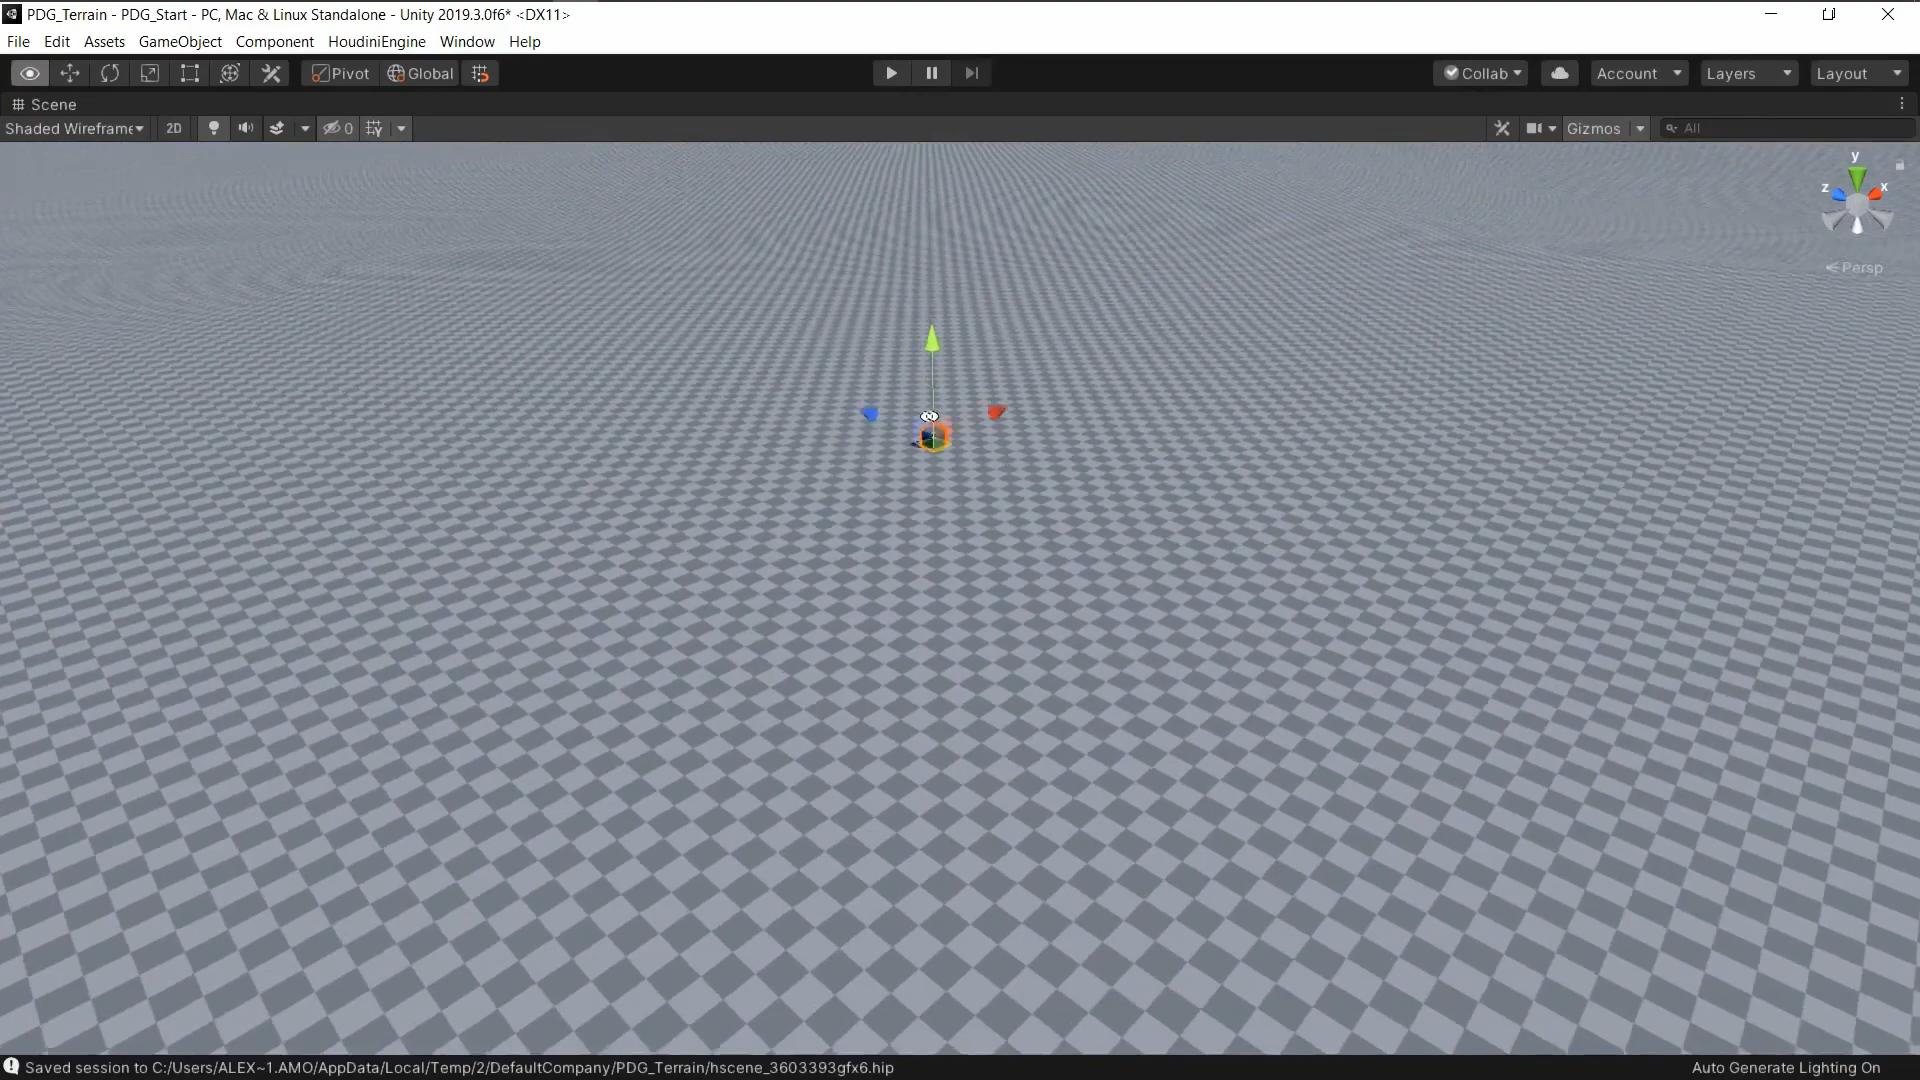 PDG_Terrain - PDG_Start - PC, Mac & Linux Standalone - Unity 2019.3.0f6* <DX11>
File Edit Assets GameObject Component HoudiniEngine Window Help
Pivot Global Collab Account Layers Layout
Scene
Shaded Wireframe 2D 0 Gizmos All
y
z x
Persp
Saved session to C:/Users/ALEX~1.AMO/AppData/Local/Temp/2/DefaultCompany/PDG_Terrain/hscene_3603393gfx6.hip Auto Generate Lighting On